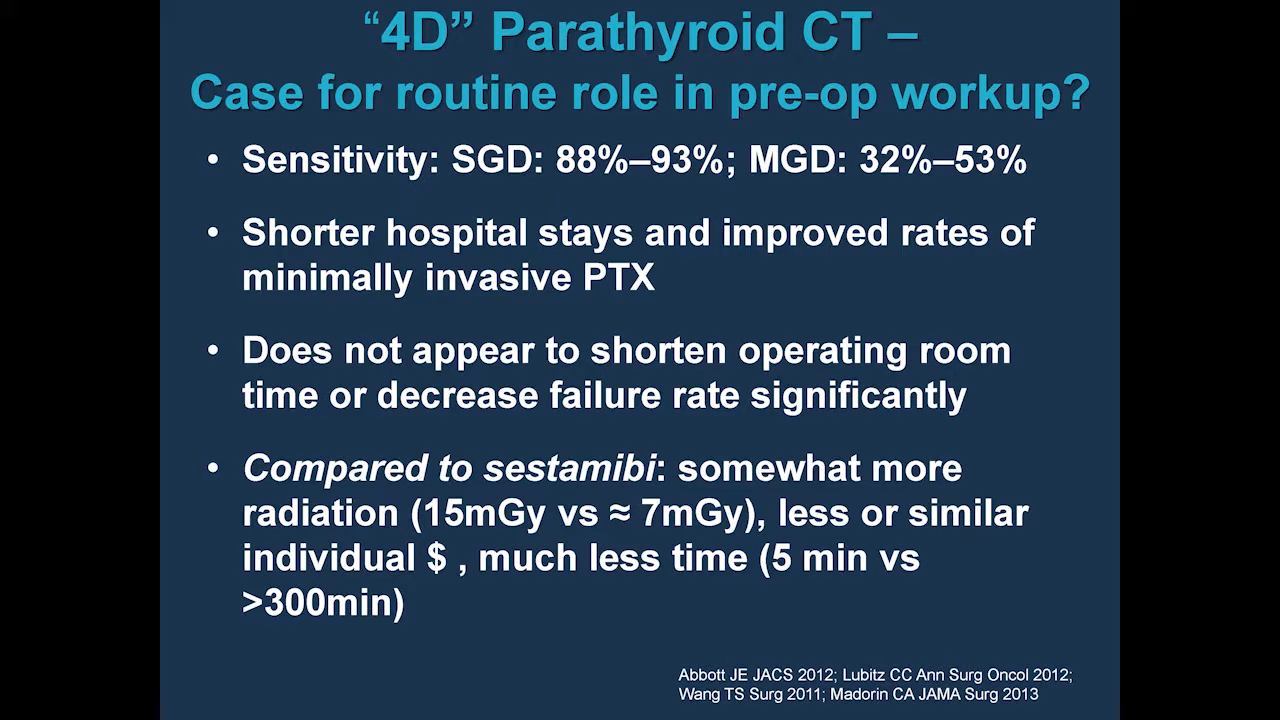 “4D” Parathyroid CT –
Case for routine role in pre-op workup?
• Sensitivity: SGD: 88%–93%; MGD: 32%–53%
• Shorter hospital stays and improved rates of
minimally invasive PTX
• Does not appear to shorten operating room
time or decrease failure rate significantly
• Compared to sestamibi: somewhat more
radiation (15mGy vs ≈ 7mGy), less or similar
individual $ , much less time (5 min vs
>300min)
Abbott JE JACS 2012; Lubitz CC Ann Surg Oncol 2012;
Wang TS Surg 2011; Madorin CA JAMA Surg 2013